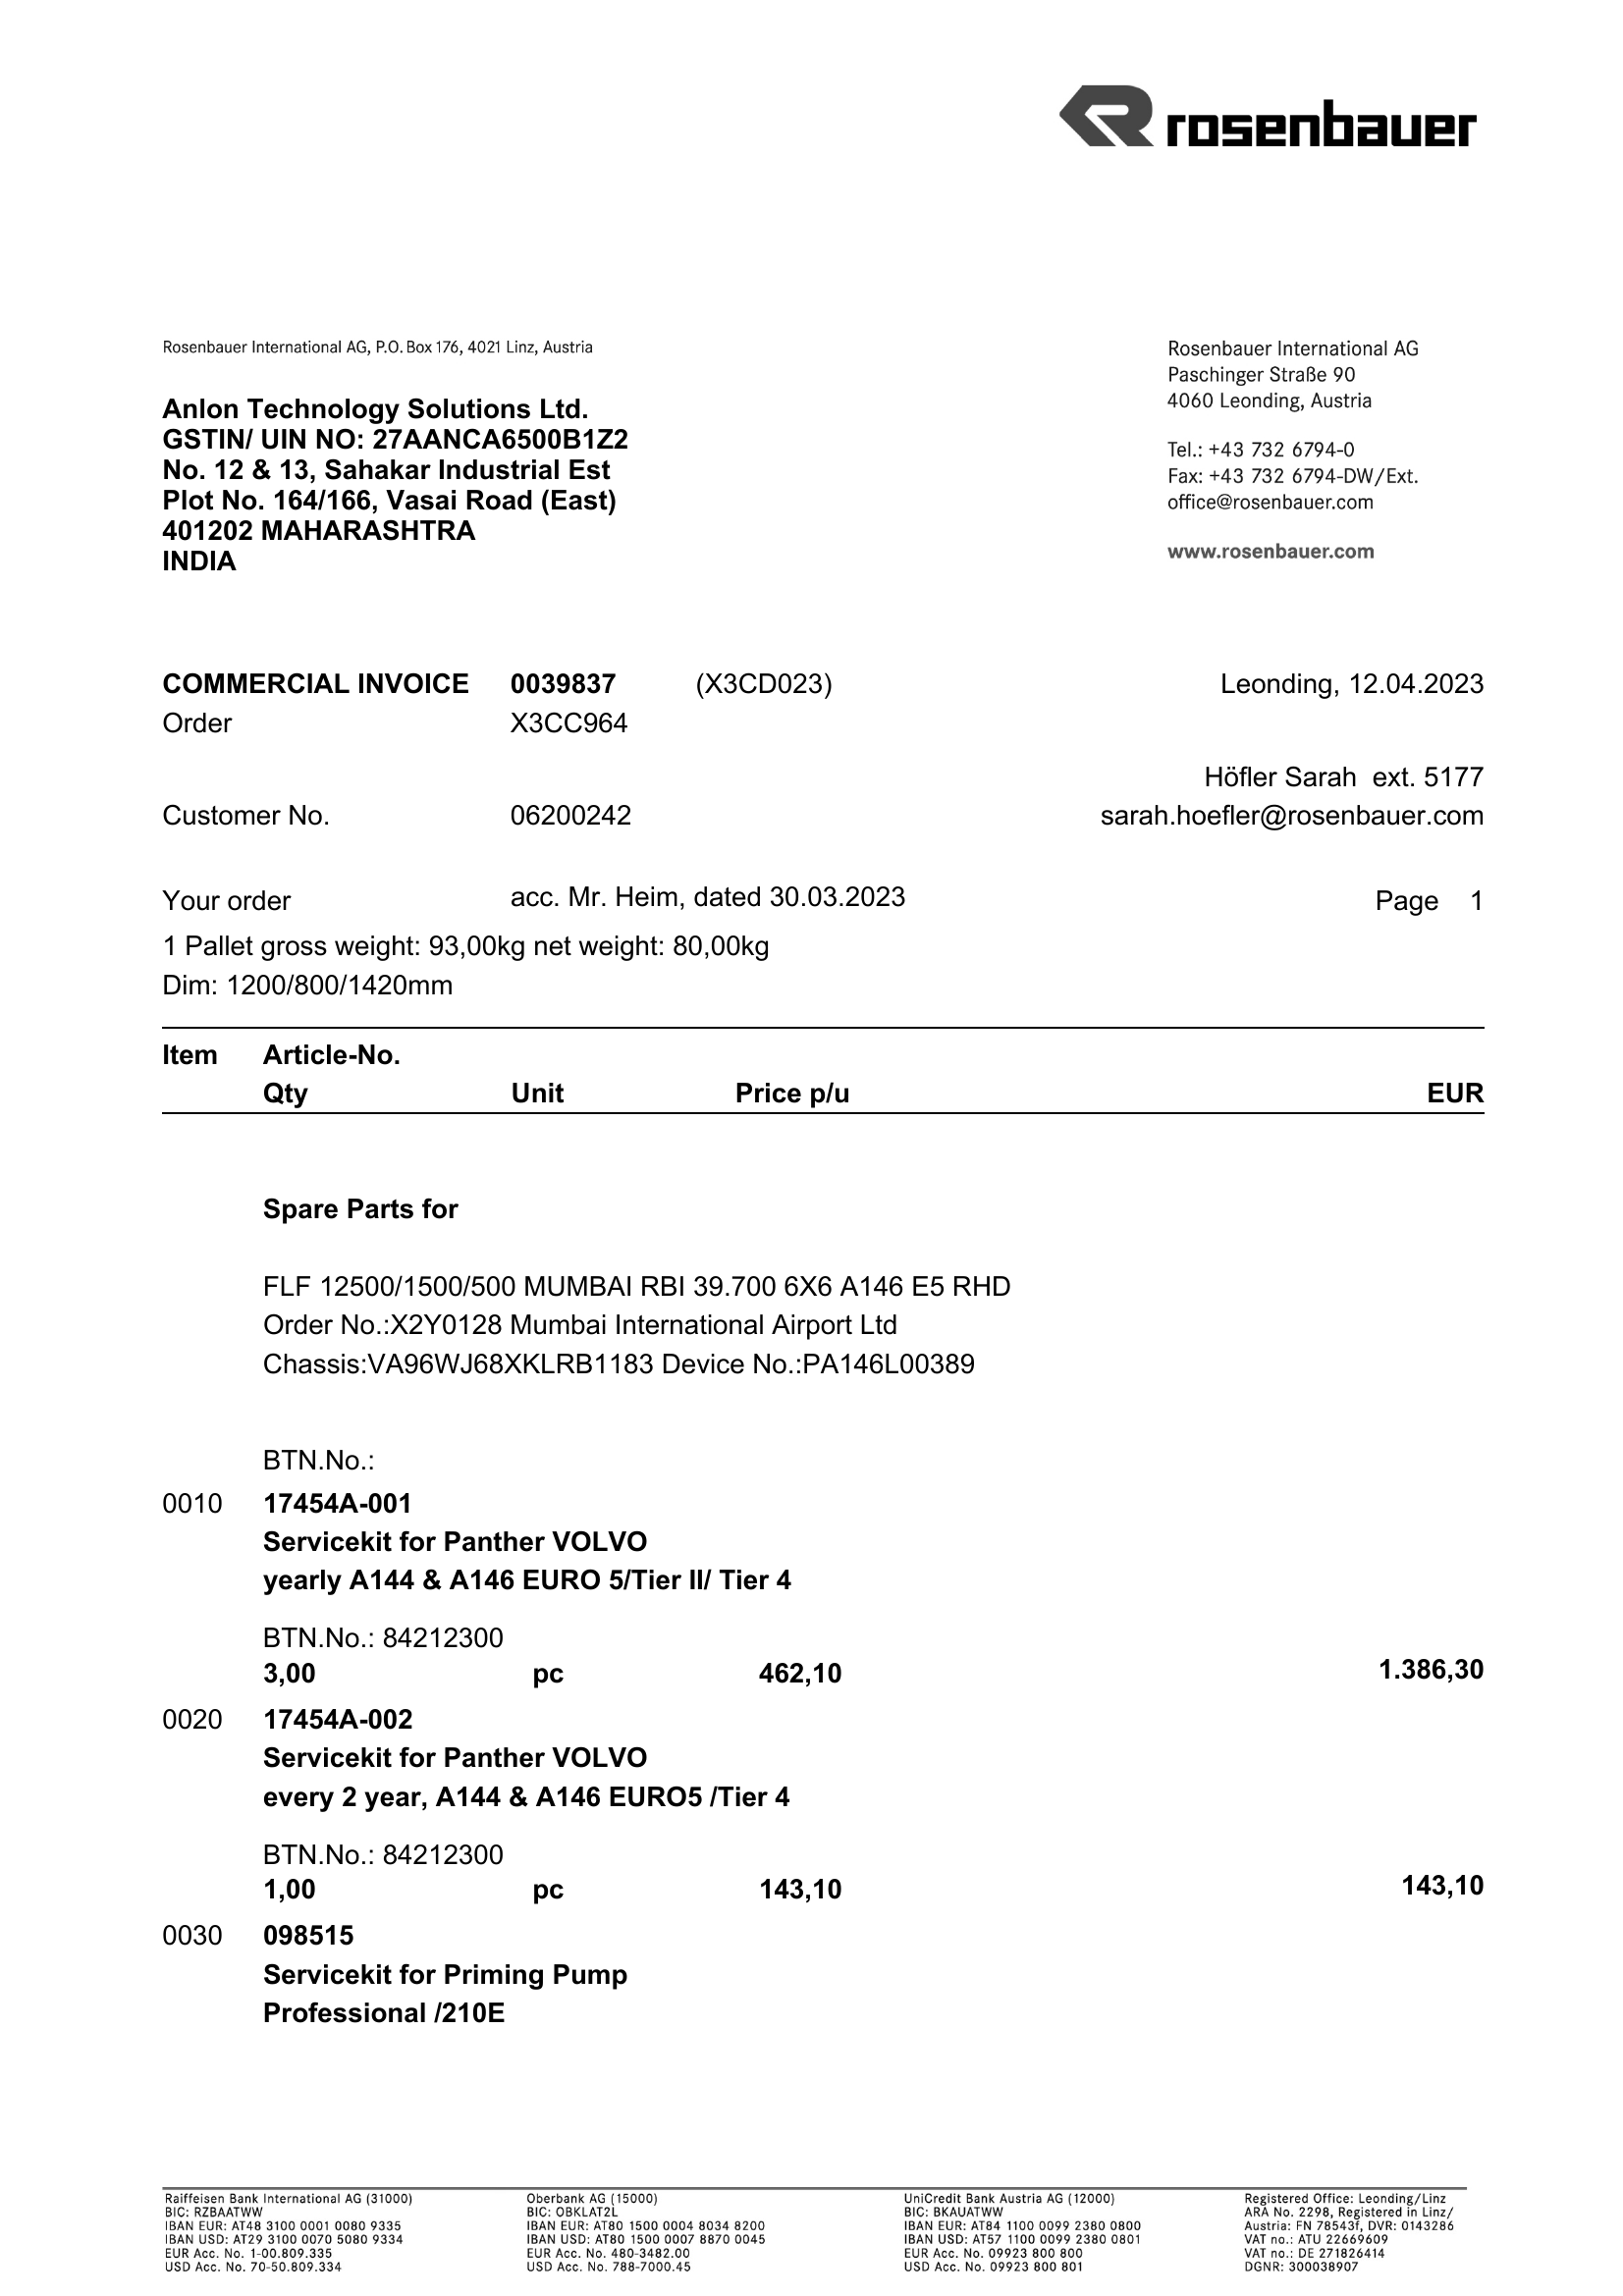 rosenbauer
Rosenbauer International AG, P.O. Box 176, 4021 Linz, Austria
Anlon Technology Solutions Ltd.
GSTIN/ UIN NO: 27AANCA6500B1Z2
No. 12 & 13, Sahakar Industrial Est
Plot No. 164/166, Vasai Road (East)
401202 MAHARASHTRA
INDIA
Rosenbauer International AG
Paschinger Straße 90
4060 Leonding, Austria
Tel.: +43 732 6794-0
Fax: +43 732 6794-DW/Ext.
office@rosenbauer.com
www.rosenbauer.com
COMMERCIAL INVOICE 0039837 (X3CD023) Leonding, 12.04.2023
Order X3CC964
Höfler Sarah ext. 5177
Customer No. 06200242 sarah.hoefler@rosenbauer.com
Your order acc. Mr. Heim, dated 30.03.2023 Page 1
1 Pallet gross weight: 93,00kg net weight: 80,00kg
Dim: 1200/800/1420mm
Item Article-No.
Qty Unit Price p/u EUR
Spare Parts for
FLF 12500/1500/500 MUMBAI RBI 39.700 6X6 A146 E5 RHD
Order No.:X2Y0128 Mumbai International Airport Ltd
Chassis:VA96WJ68XKLRB1183 Device No.:PA146L00389
BTN.No.:
0010 17454A-001
Servicekit for Panther VOLVO
yearly A144 & A146 EURO 5/Tier II/ Tier 4
BTN.No.: 84212300
3,00 pc 462,10 1.386,30
0020 17454A-002
Servicekit for Panther VOLVO
every 2 year, A144 & A146 EURO5 /Tier 4
BTN.No.: 84212300
1,00 pc 143,10 143,10
0030 098515
Servicekit for Priming Pump
Professional /210E
Raiffeisen Bank International AG (31000)
BIC: RZBAATWW
IBAN EUR: AT48 3100 0001 0080 9335
IBAN USD: AT29 3100 0070 5080 9334
EUR Acc. No. 1-00.809.335
USD Acc. No. 70-50.809.334
Oberbank AG (15000)
BIC: OBKLAT2L
IBAN EUR: AT80 1500 0004 8034 8200
IBAN USD: AT80 1500 0007 8870 0045
EUR Acc. No. 480-3482.00
USD Acc. No. 788-7000.45
UniCredit Bank Austria AG (12000)
BIC: BKAUATWW
IBAN EUR: AT84 1100 0099 2380 0800
IBAN USD: AT57 1100 0099 2380 0801
EUR Acc. No. 09923 800 800
USD Acc. No. 09923 800 801
Registered Office: Leonding/Linz
ARA No. 2298, Registered in Linz/
Austria: FN 78543f, DVR: 0143286
VAT no.: ATU 22669609
VAT no.: DE 271826414
DGNR: 300038907